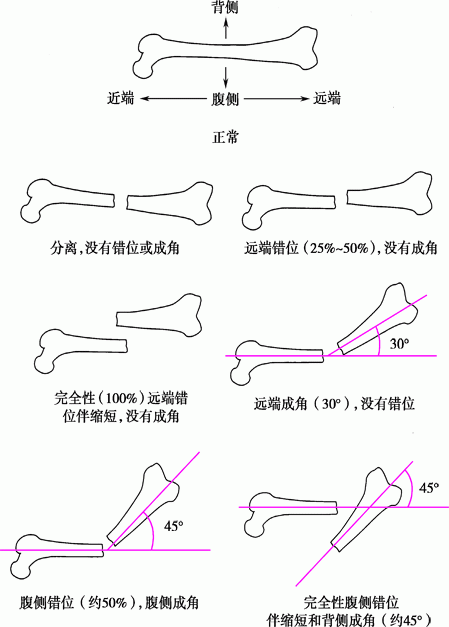 背侧
近端 腹侧 远端
正常
分离，没有错位或成角 远端错位（25%~50%），没有成角
30°
完全性（100%）远端错
位伴缩短，没有成角
远端成角（30°），没有错位
45°
45°
腹侧错位（约50%），腹侧成角
完全性腹侧错位
伴缩短和背侧成角（约45°）